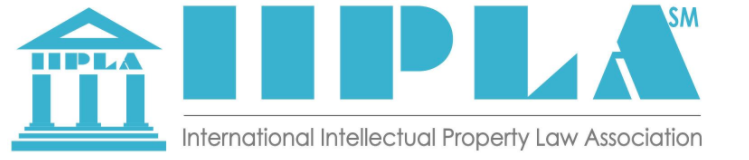 IIPLA
IIPLA SM
International Intellectual Property Law Association